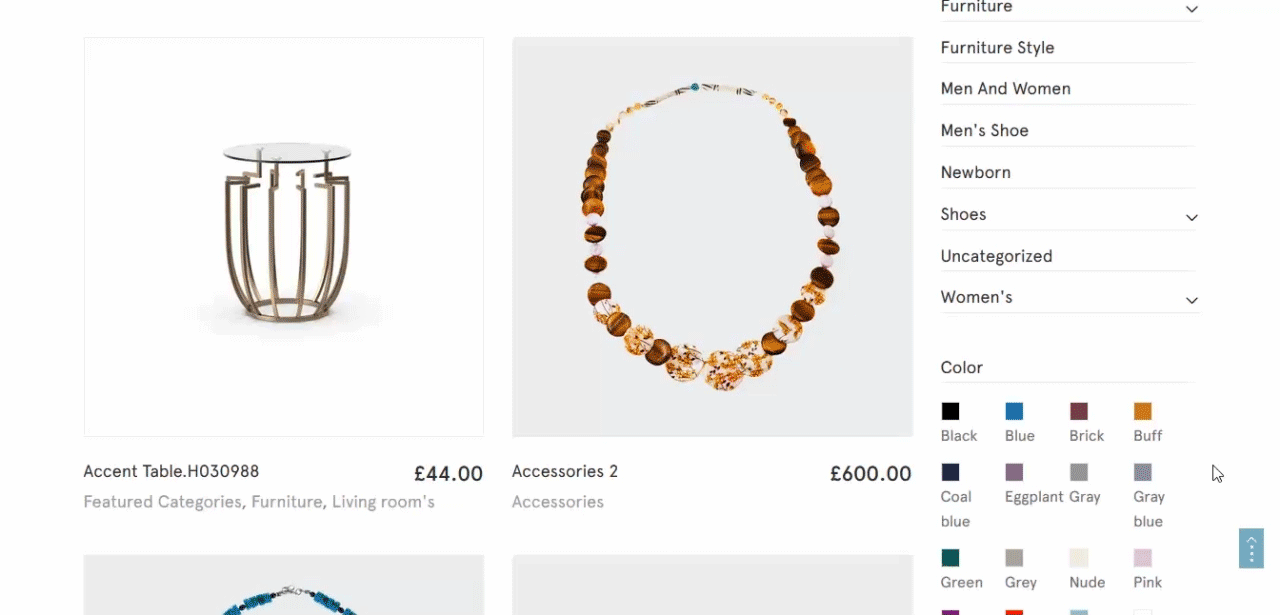 Furniture
Furniture Style
Men And Women
Men's Shoe
Newborn
Shoes
Uncategorized
Women's
Color
Black Blue Brick Buff
Coal blue Eggplant Gray Gray blue
Green Grey Nude Pink
Accent Table.H030988 £44.00
Featured Categories, Furniture, Living room's
Accessories 2 £600.00
Accessories